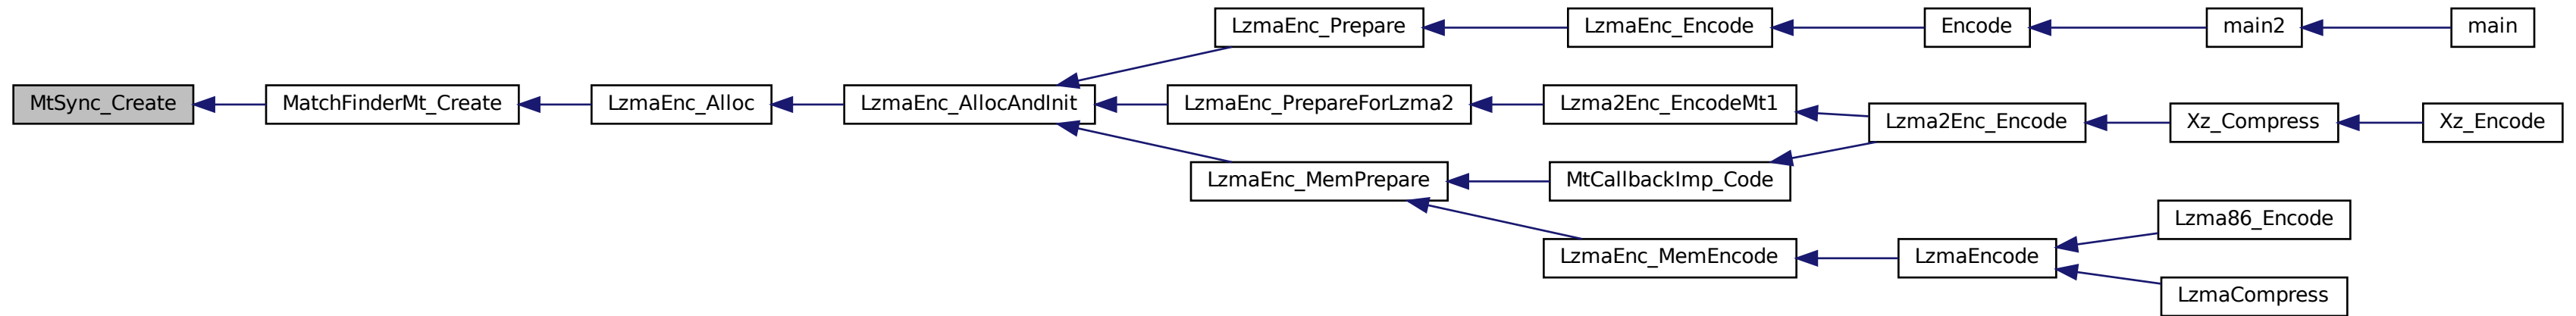 LzmaEnc_Prepare
LzmaEnc_Encode
Encode
main2
main
MtSync_Create
MatchFinderMt_Create
LzmaEnc_Alloc
LzmaEnc_AllocAndInit
LzmaEnc_PrepareForLzma2
Lzma2Enc_EncodeMt1
Lzma2Enc_Encode
Xz_Compress
Xz_Encode
LzmaEnc_MemPrepare
MtCallbackImp_Code
Lzma86_Encode
LzmaEnc_MemEncode
LzmaEncode
LzmaCompress